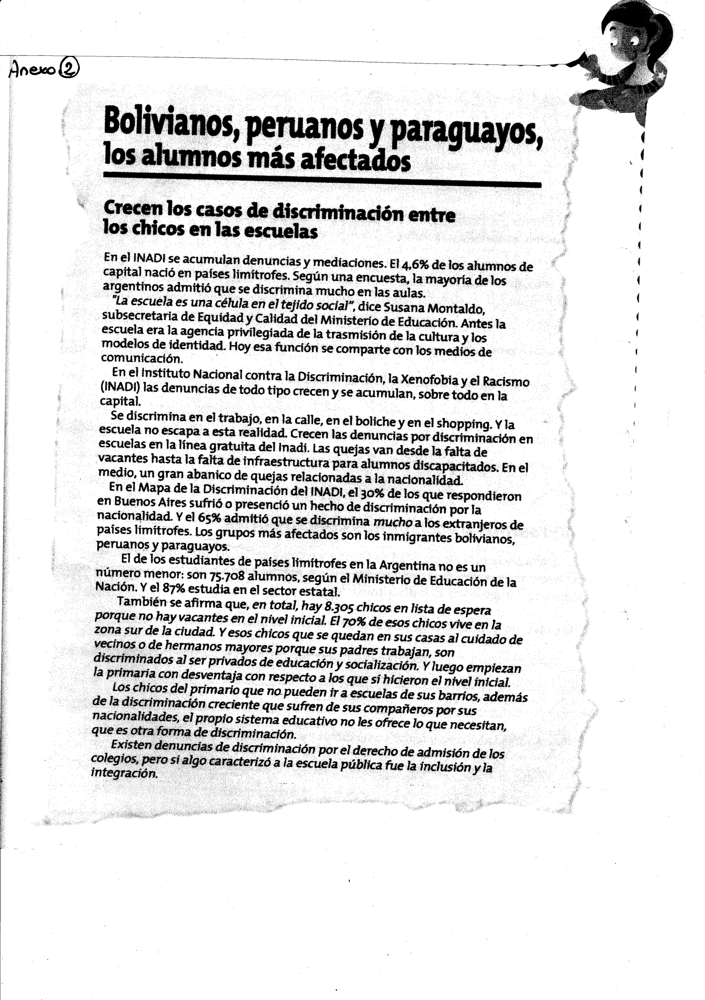 Anexo 2
Bolivianos, peruanos y paraguayos,
los alumnos más afectados
Crecen los casos de discriminación entre
los chicos en las escuelas
En el INADI se acumulan denuncias y mediaciones. El 4,6% de los alumnos de
capital nació en países limítrofes. Según una encuesta, la mayoría de los
argentinos admitió que se discrimina mucho en las aulas.
"La escuela es una célula en el tejido social", dice Susana Montaldo,
subsecretaria de Equidad y Calidad del Ministerio de Educación. Antes la
escuela era la agencia privilegiada de la trasmisión de la cultura y los
modelos de identidad. Hoy esa función se comparte con los medios de
comunicación.
En el Instituto Nacional contra la Discriminación, la Xenofobia y el Racismo
(INADI) las denuncias de todo tipo crecen y se acumulan, sobre todo en la
capital.
Se discrimina en el trabajo, en la calle, en el boliche y en el shopping. Y la
escuela no escapa a esta realidad. Crecen las denuncias por discriminación en
escuelas en la línea gratuita del Inadi. Las quejas van desde la falta de
vacantes hasta la falta de infraestructura para alumnos discapacitados. En el
medio, un gran abanico de quejas relacionadas a la nacionalidad.
En el Mapa de la Discriminación del INADI, el 30% de los que respondieron
en Buenos Aires sufrió o presenció un hecho de discriminación por la
nacionalidad. Y el 65% admitió que se discrimina mucho a los extranjeros de
países limítrofes. Los grupos más afectados son los inmigrantes bolivianos,
peruanos y paraguayos.
El de los estudiantes de países limítrofes en la Argentina no es un
número menor: son 75.708 alumnos, según el Ministerio de Educación de la
Nación. Y el 87% estudia en el sector estatal.
También se afirma que, en total, hay 8.305 chicos en lista de espera
porque no hay vacantes en el nivel inicial. El 70% de esos chicos vive en la
zona sur de la ciudad. Y esos chicos que se quedan en sus casas al cuidado de
vecinos o de hermanos mayores porque sus padres trabajan, son
discriminados al ser privados de educación y socialización. Y luego empiezan
la primaria con desventaja con respecto a los que sí hicieron el nivel inicial.
Los chicos del primario que no pueden ir a escuelas de sus barrios, además
de la discriminación creciente que sufren de sus compañeros por sus
nacionalidades, el propio sistema educativo no les ofrece lo que necesitan,
que es otra forma de discriminación.
Existen denuncias de discriminación por el derecho de admisión de los
colegios, pero si algo caracterizó a la escuela pública fue la inclusión y la
integración.